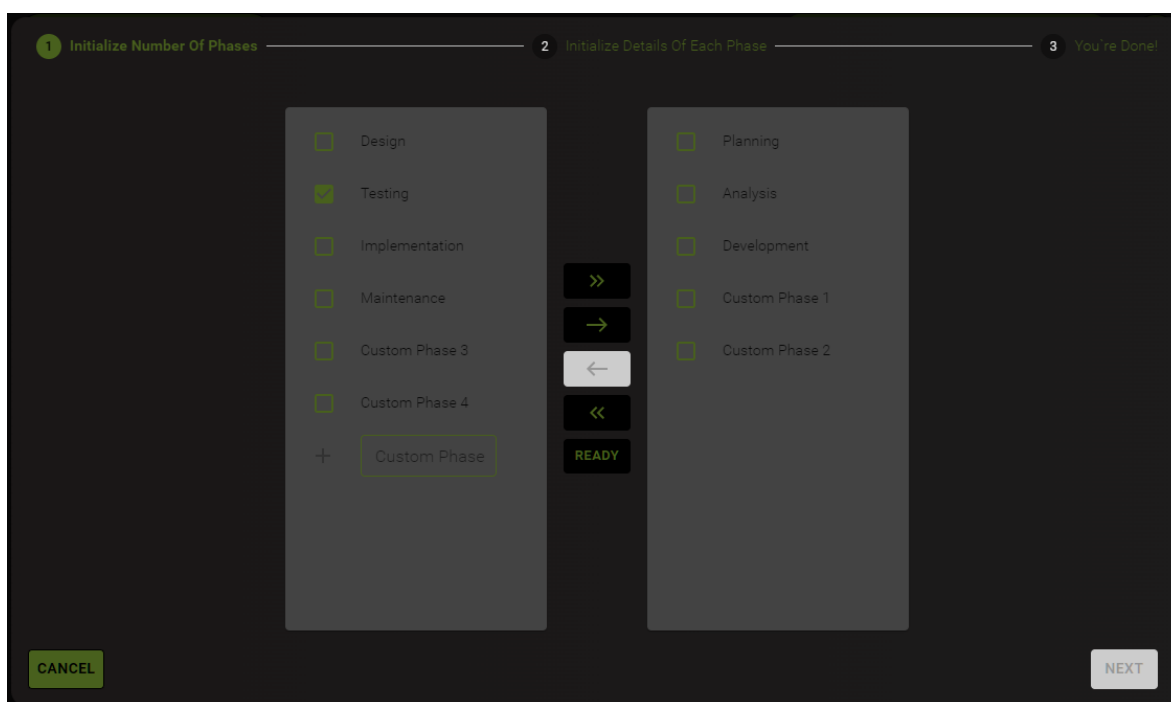 1 Initialize Number Of Phases 2 Initialize Details Of Each Phase 3 You`re Done!
Design
Testing
Implementation
Maintenance
Custom Phase 3
Custom Phase 4
+ Custom Phase
»
→
←
«
READY
Planning
Analysis
Development
Custom Phase 1
Custom Phase 2
CANCEL
NEXT